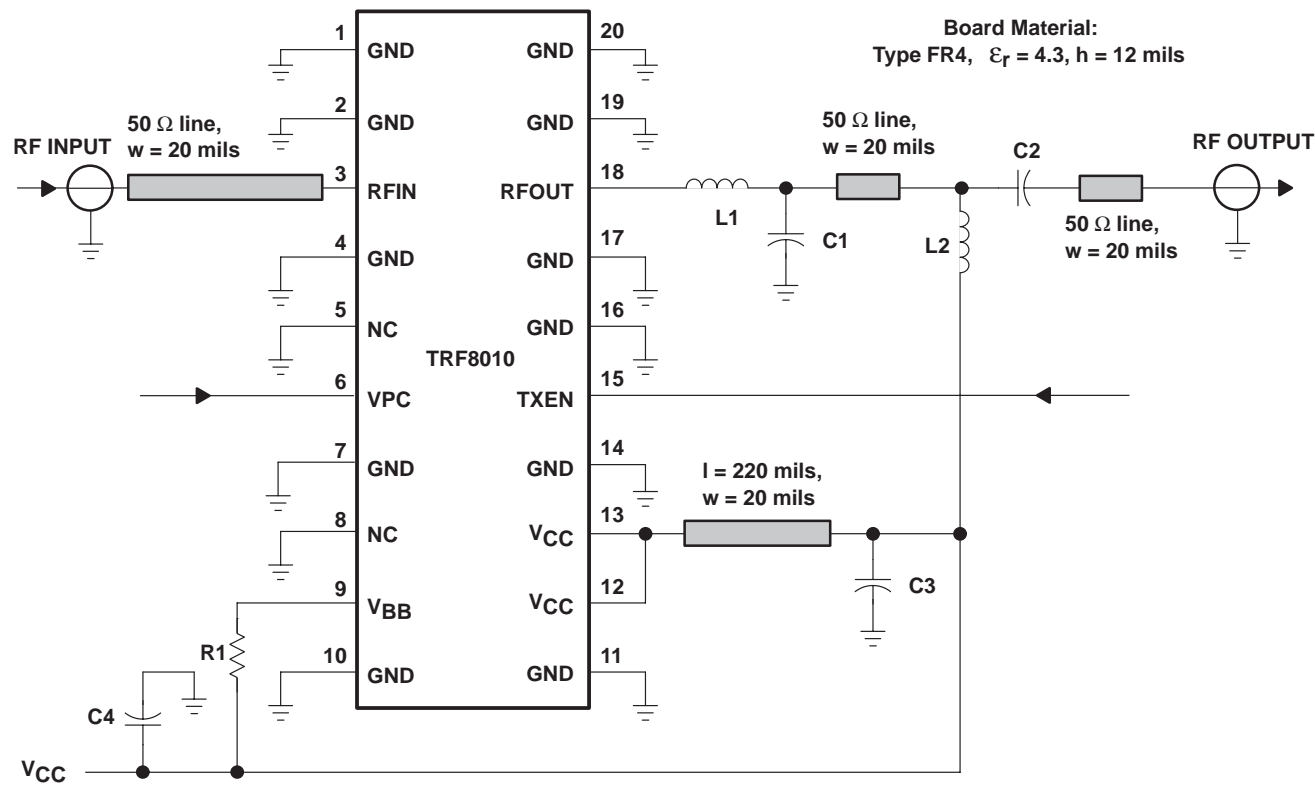 Board Material:
Type FR4, Ɛr = 4.3, h = 12 mils
1
GND
20
GND
2
GND
19
GND
50 Ω line,
w = 20 mils
RF INPUT
3
RFIN
18
RFOUT
L1
C1
50 Ω line,
w = 20 mils
L2
C2
50 Ω line,
w = 20 mils
RF OUTPUT
4
GND
17
GND
5
NC
16
GND
TRF8010
6
VPC
15
TXEN
7
GND
14
GND
l = 220 mils,
w = 20 mils
8
NC
13
VCC
C3
9
VBB
12
VCC
R1
10
GND
11
GND
C4
VCC